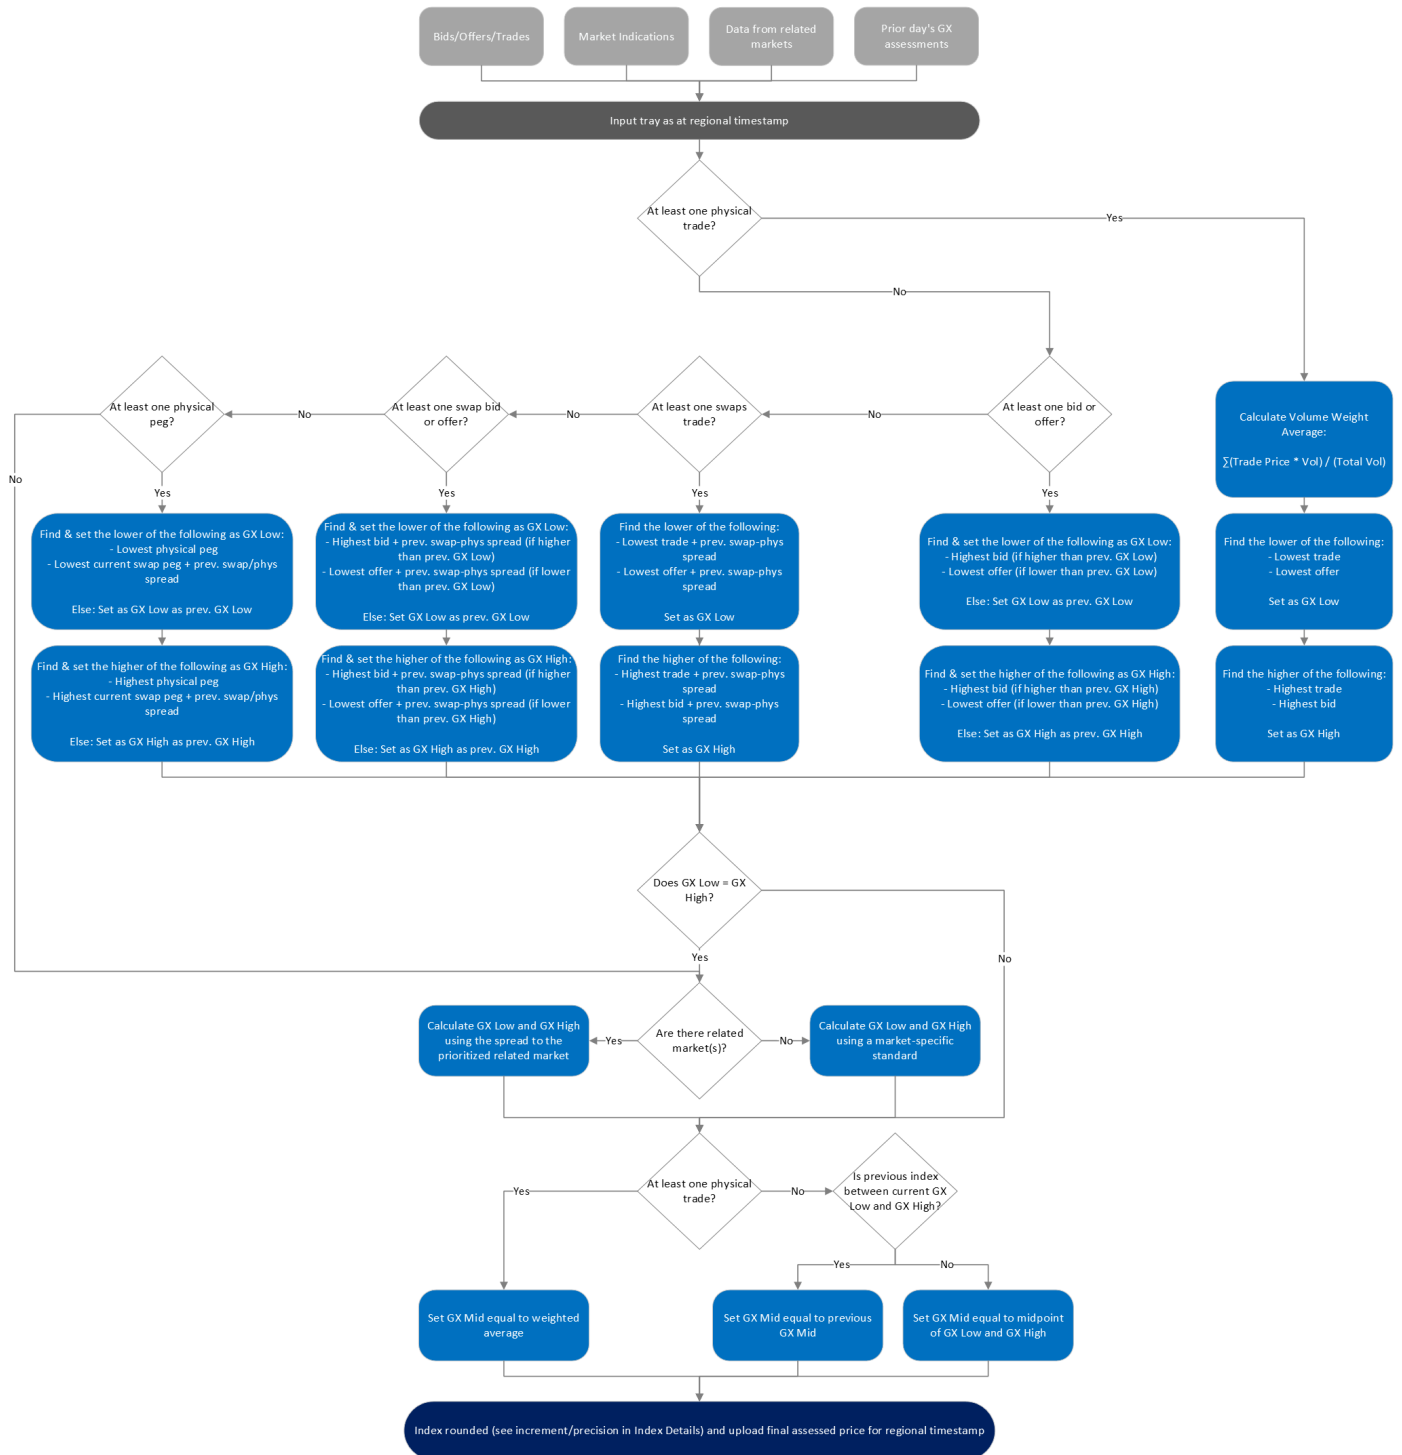 Bids/Offers/Trades
Market Indications
Data from related
markets
Prior day's GX
assessments
Input tray as at regional timestamp
At least one physical
trade?
Yes
No
At least one physical
peg?
No
At least one swap bid
or offer?
No
At least one swaps
trade?
No
At least one bid or
offer?
Calculate Volume Weight
Average:
∑(Trade Price * Vol) / (Total Vol)
No
Yes
Yes
Yes
Yes
Find & set the lower of the following as GX Low:
- Lowest physical peg
- Lowest current swap peg + prev. swap/phys
spread
Else: Set as GX Low as prev. GX Low
Find & set the lower of the following as GX Low:
- Highest bid + prev. swap-phys spread (if higher
than prev. GX Low)
- Lowest offer + prev. swap-phys spread (if lower
than prev. GX Low)
Else: Set GX Low as prev. GX Low
Find the lower of the following:
- Lowest trade + prev. swap-phys
spread
- Lowest offer + prev. swap-phys
spread
Set as GX Low
Find & set the lower of the following as GX Low:
- Highest bid (if higher than prev. GX Low)
- Lowest offer (if lower than prev. GX Low)
Else: Set GX Low as prev. GX Low
Find the lower of the following:
- Lowest trade
- Lowest offer
Set as GX Low
Find & set the higher of the following as GX High:
- Highest physical peg
- Highest current swap peg + prev. swap/phys
spread
Else: Set as GX High as prev. GX High
Find & set the higher of the following as GX High:
- Highest bid + prev. swap-phys spread (if higher
than prev. GX High)
- Lowest offer + prev. swap-phys spread (if lower
than prev. GX High)
Else: Set as GX High as prev. GX High
Find the higher of the following:
- Highest trade + prev. swap-phys
spread
- Highest bid + prev. swap-phys
spread
Set as GX High
Find & set the higher of the following as GX High:
- Highest bid (if higher than prev. GX High)
- Lowest offer (if lower than prev. GX High)
Else: Set as GX High as prev. GX High
Find the higher of the following:
- Highest trade
- Highest bid
Set as GX High
Does GX Low = GX
High?
Yes
No
Calculate GX Low and GX High
using the spread to the
prioritized related market
Yes
Are there related
market(s)?
No
Calculate GX Low and GX High
using a market-specific
standard
Yes
At least one physical
trade?
No
Is previous index
between current GX
Low and GX High?
Yes
No
Set GX Mid equal to weighted
average
Set GX Mid equal to previous
GX Mid
Set GX Mid equal to midpoint
of GX Low and GX High
Index rounded (see increment/precision in Index Details) and upload final assessed price for regional timestamp